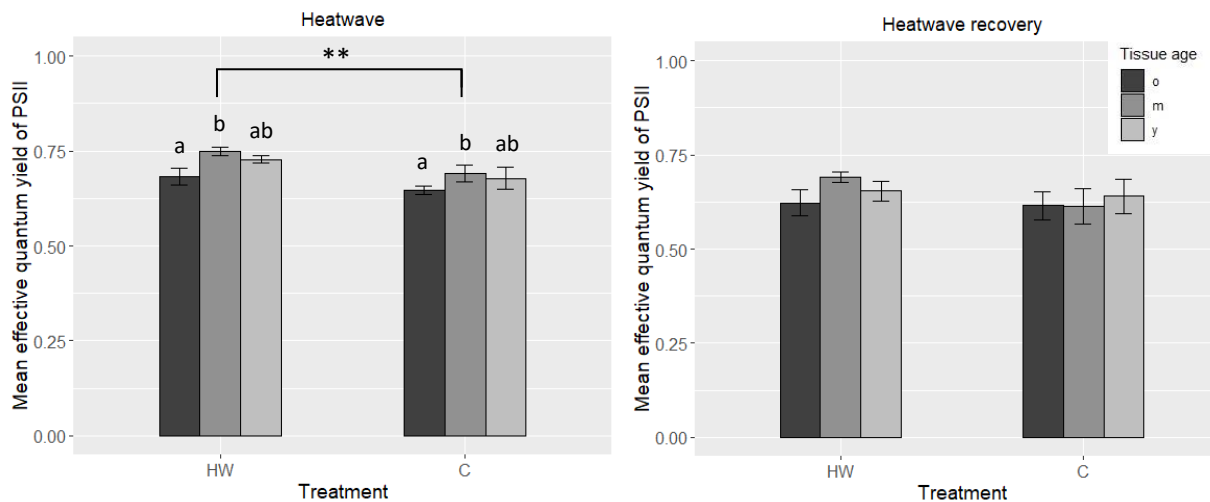 Heatwave
**
a
b
ab
a
b
ab
1.00
0.75
0.50
0.25
0.00
Mean effective quantum yield of PSII
HW
C
Treatment
Heatwave recovery
Tissue age
o
m
y
1.00
0.75
0.50
0.25
0.00
Mean effective quantum yield of PSII
HW
C
Treatment